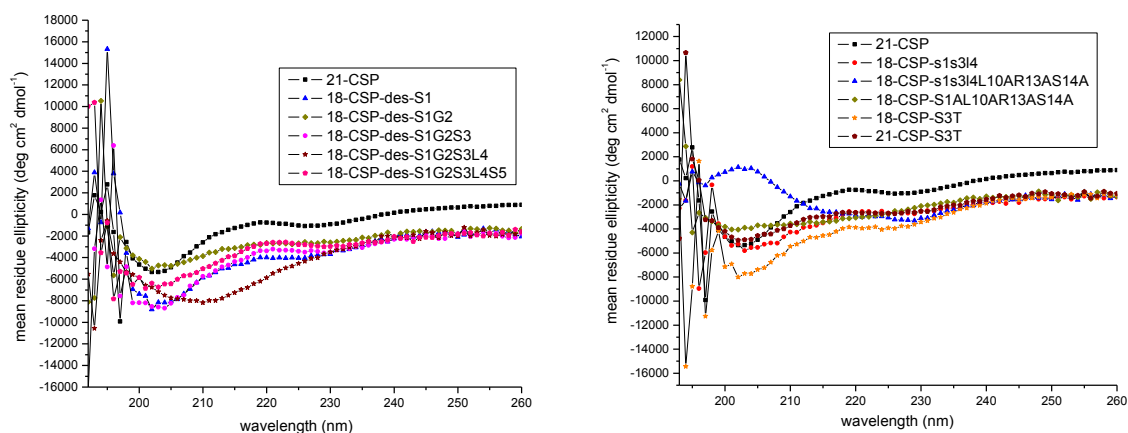 18000
16000
14000
12000
10000
8000
6000
4000
2000
0
-2000
-4000
-6000
-8000
-10000
-12000
-14000
-16000
mean residue ellipticity (deg cm² dmol⁻¹)
21-CSP
18-CSP-des-S1
18-CSP-des-S1G2
18-CSP-des-S1G2S3
18-CSP-des-S1G2S3L4
18-CSP-des-S1G2S3L4S5
200 210 220 230 240 250 260
wavelength (nm)
12000
10000
8000
6000
4000
2000
0
-2000
-4000
-6000
-8000
-10000
-12000
-14000
-16000
mean residue ellipticity (deg cm² dmol⁻¹)
21-CSP
18-CSP-s1s3l4
18-CSP-s1s3l4L10AR13AS14A
18-CSP-S1AL10AR13AS14A
18-CSP-S3T
21-CSP-S3T
200 210 220 230 240 250 260
wavelength (nm)